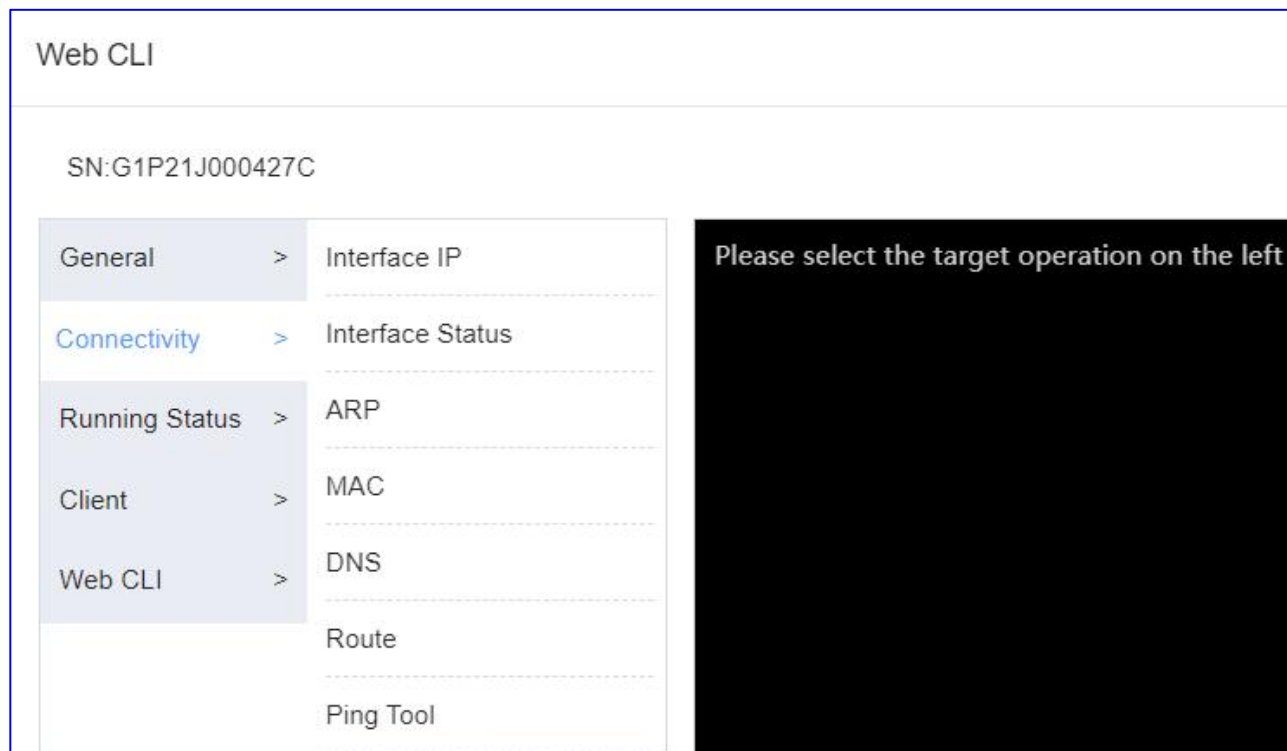 Web CLI
SN:G1P21J000427C
General >
Connectivity >
Running Status >
Client >
Web CLI >
Interface IP
Interface Status
ARP
MAC
DNS
Route
Ping Tool
Please select the target operation on the left